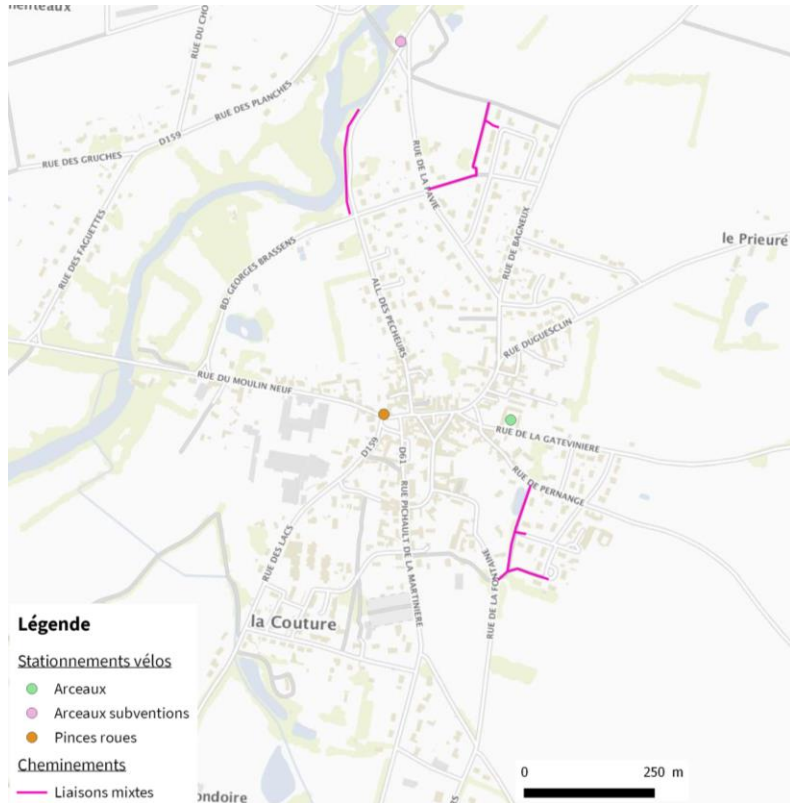 RUE DU CHO
RUE DES PLANCHES
D159
RUE DES GRUCHES
RUE DE LA PAVIE
RUE DES FAGUETTES
RUE DE BAGNEUX
le Prieuré
BD. GEORGES BRASSENS
ALL. DES PECHEURS
RUE DUGUESCLIN
RUE DU MOULIN NEUF
RUE DE LA GATEVINIERE
D159
D61
RUE DE PERNANGE
RUE PICHAULT DE LA MARTINIERE
RUE DES LACS
RUE DE LA FONTAINE
la Couture
Légende
Stationnements vélos
Arceaux
Arceaux subventions
Pinces roues
Cheminements
Liaisons mixtes
ondoire
0 250 m